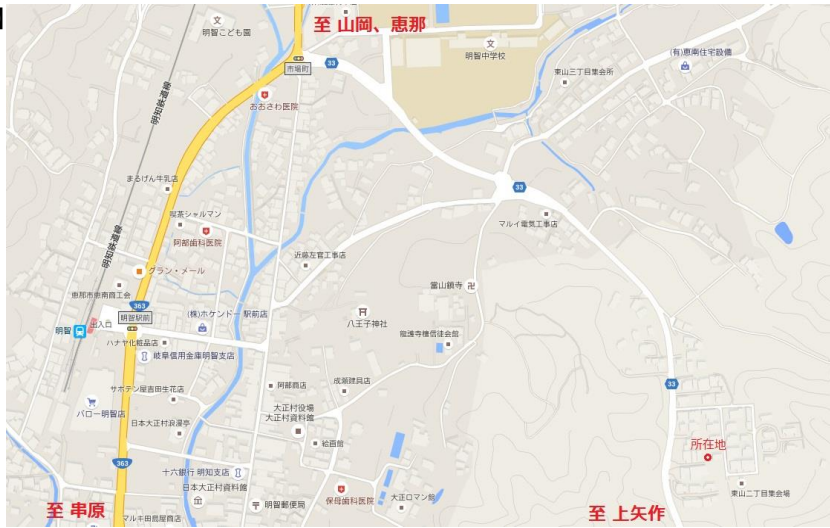 至 山岡、恵那
文
明智こども園
33
市場町
文
明智中学校
(有)恵南住宅設備
東山三丁目集会所
おおさわ医院
明知鉄道線
まるげん牛乳店
33
喫茶シャルマン
マルイ電気工事店
阿部歯科医院
近藤左官工事店
明知鉄道線
グラン・メール
富山願寺
卍
恵那市恵南商工会
363
(株)ホケンドー 駅前店
八王子神社
明智駅前
出入口
明智
ハナヤ化粧品店
岐阜信用金庫明智支店
阿部商店
成瀬建具店
33
サホテン屋吉田生花店
バロー明智店
大正村役場
大正村資料館
日本大正村浪漫亭
絵画館
所在地
363
十六銀行 明知支店
日本大正村資料館
保母歯科医院
東山二丁目集会場
大正ロマン館
明智郵便局
至 串原
至 上矢作
マルキ田島屋商店